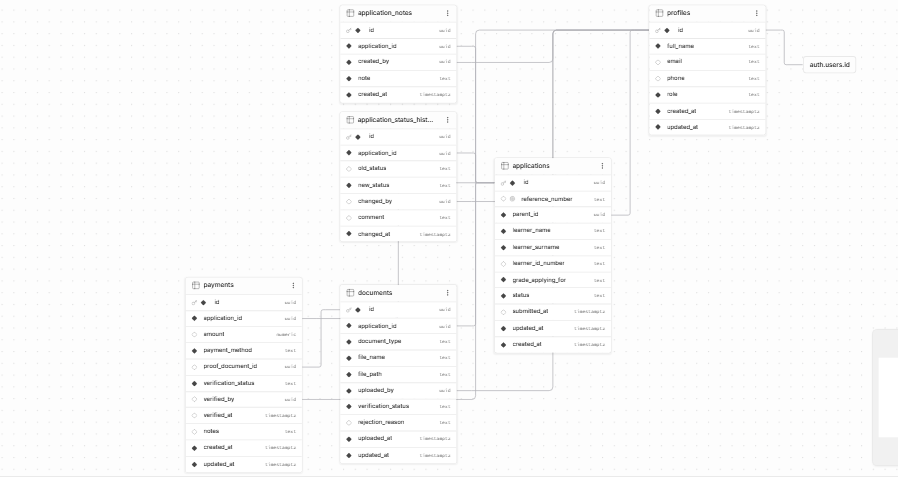 application_notes
id uuid
application_id uuid
created_by uuid
note text
created_at timestamptz
profiles
id uuid
full_name text
email text
phone text
role text
created_at timestamptz
updated_at timestamptz
auth.users.id
application_status_hist...
id uuid
application_id uuid
old_status text
new_status text
changed_by uuid
comment text
changed_at timestamptz
applications
id uuid
reference_number text
parent_id uuid
learner_name text
learner_surname text
learner_id_number text
grade_applying_for text
status text
submitted_at timestamptz
updated_at timestamptz
created_at timestamptz
payments
id uuid
application_id uuid
amount numeric
payment_method text
proof_document_id uuid
verification_status text
verified_by uuid
verified_at timestamptz
notes text
created_at timestamptz
updated_at timestamptz
documents
id uuid
application_id uuid
document_type text
file_name text
file_path text
uploaded_by uuid
verification_status text
rejection_reason text
uploaded_at timestamptz
updated_at timestamptz